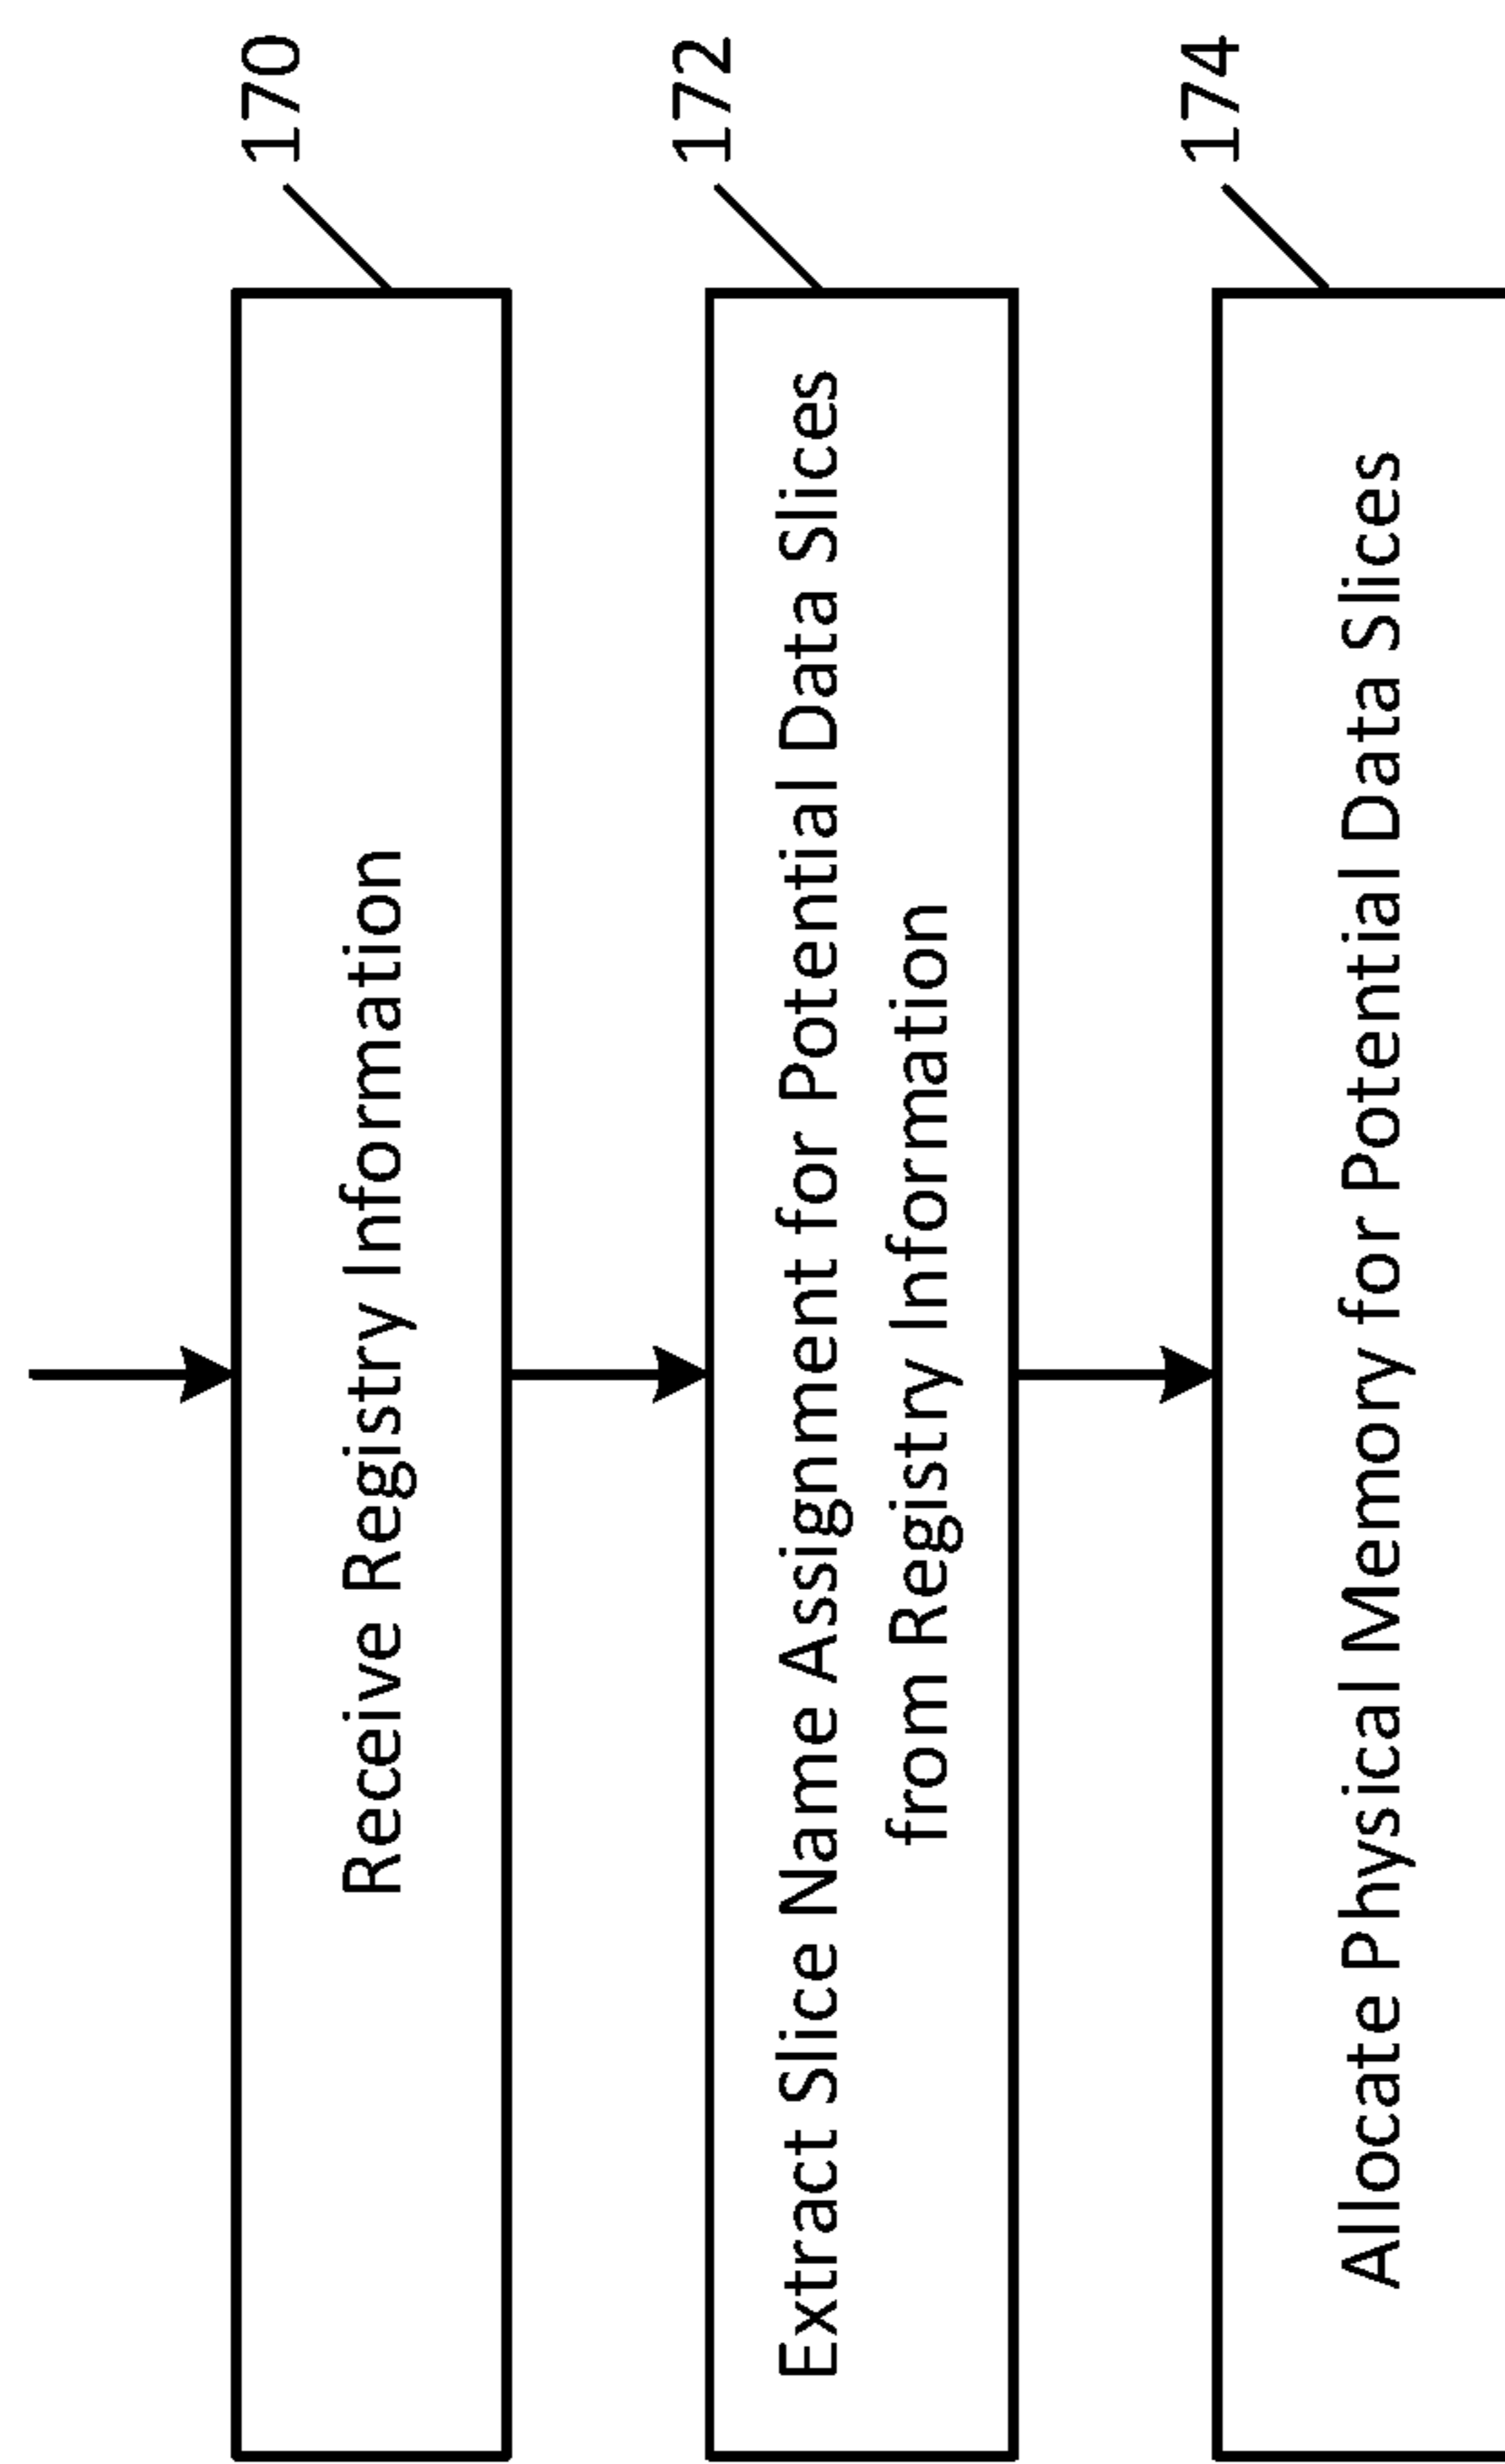 170
Receive Registry Information
172
Extract Slice Name Assignment for Potential Data Slices
from Registry Information
174
Allocate Physical Memory for Potential Data Slices